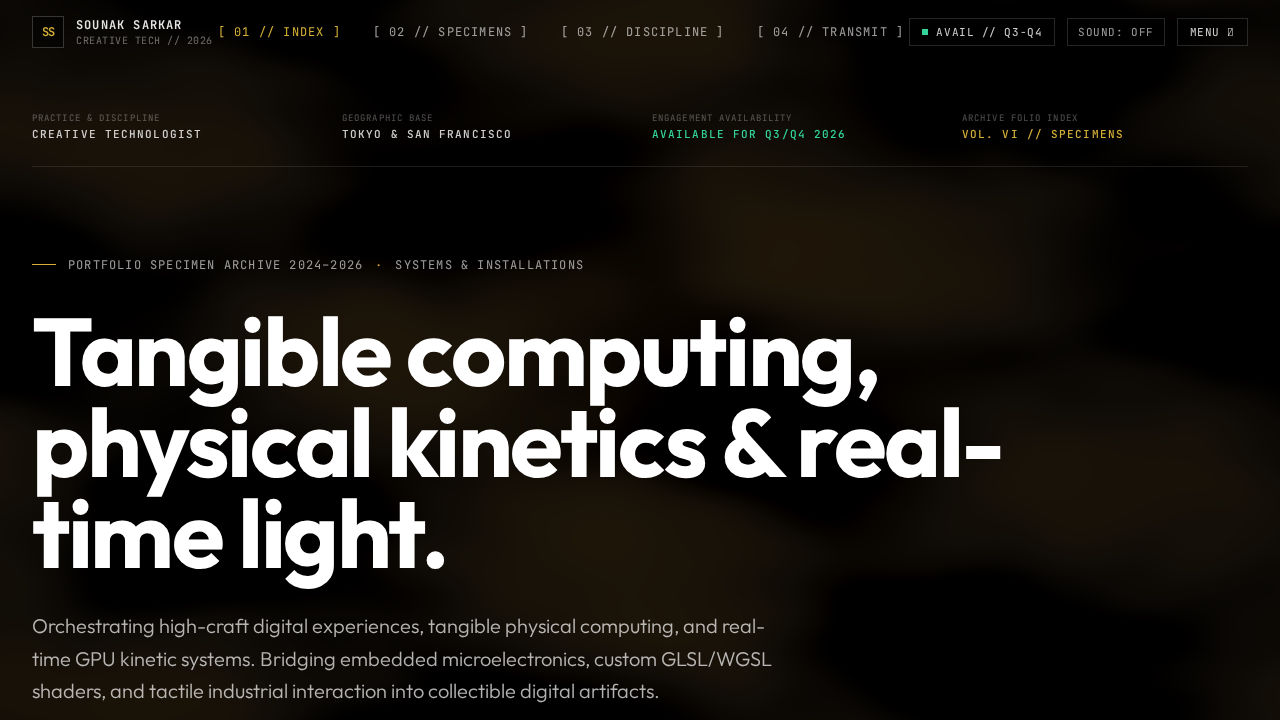 SS
SOUNAK SARKAR
CREATIVE TECH // 2026
[ 01 // INDEX ]
[ 02 // SPECIMENS ]
[ 03 // DISCIPLINE ]
[ 04 // TRANSMIT ]
AVAIL // Q3-Q4
SOUND: OFF
MENU
PRACTICE & DISCIPLINE
CREATIVE TECHNOLOGIST
GEOGRAPHIC BASE
TOKYO & SAN FRANCISCO
ENGAGEMENT AVAILABILITY
AVAILABLE FOR Q3/Q4 2026
ARCHIVE FOLIO INDEX
VOL. VI // SPECIMENS
PORTFOLIO SPECIMEN ARCHIVE 2024–2026 · SYSTEMS & INSTALLATIONS
Tangible computing,
physical kinetics & real-
time light.
Orchestrating high-craft digital experiences, tangible physical computing, and real-
time GPU kinetic systems. Bridging embedded microelectronics, custom GLSL/WGSL
shaders, and tactile industrial interaction into collectible digital artifacts.